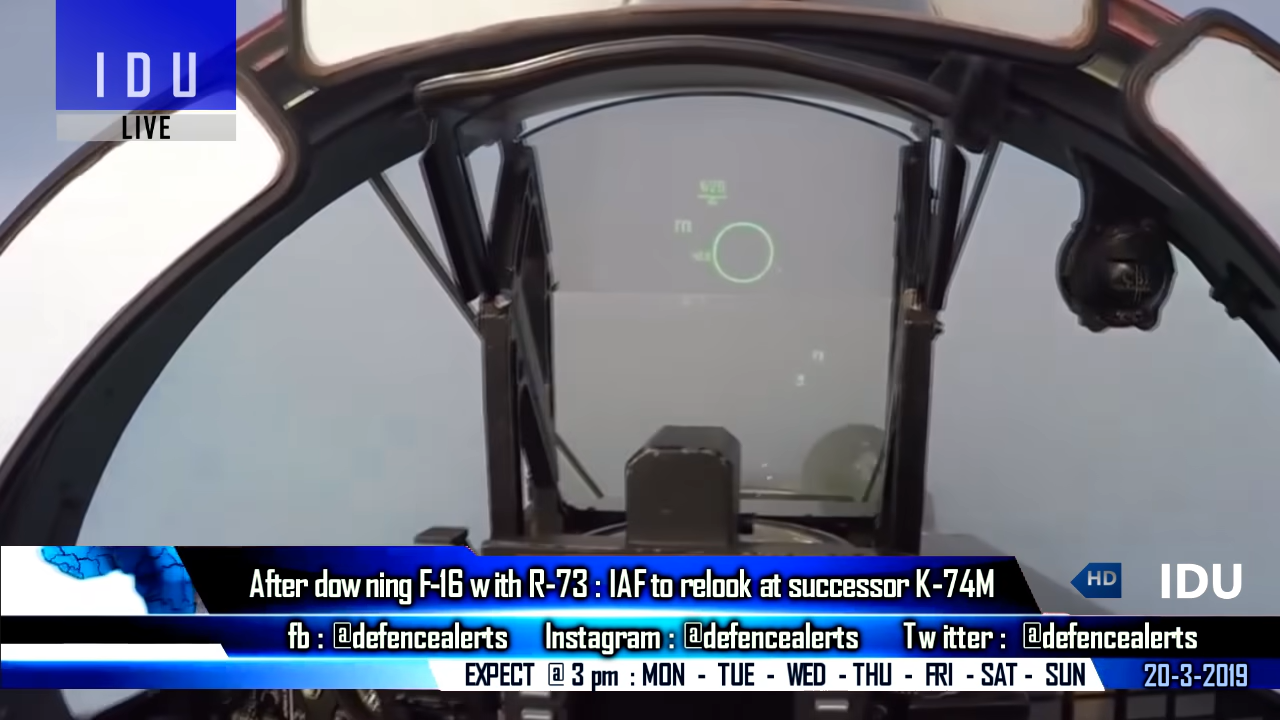 IDU
LIVE
After downing F-16 with R-73 : IAF to relook at successor K-74M
HD IDU
fb : @defencealerts Instagram : @defencealerts Twitter : @defencealerts
EXPECT @ 3 pm : MON - TUE - WED - THU - FRI - SAT - SUN 20-3-2019